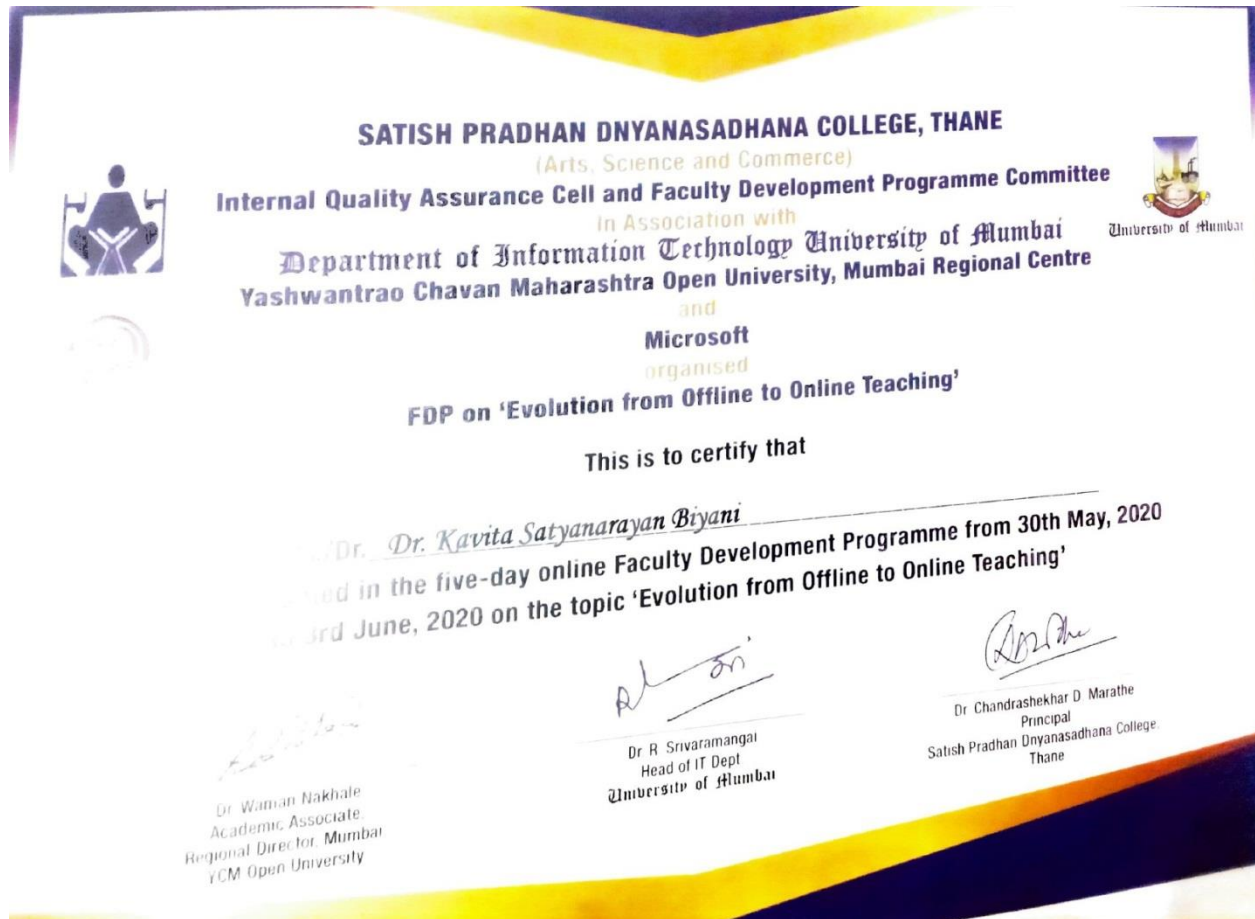 SATISH PRADHAN DNYANASADHANA COLLEGE, THANE
(Arts, Science and Commerce)
Internal Quality Assurance Cell and Faculty Development Programme Committee
In Association with
Department of Information Technology University of Mumbai
University of Mumbai
Yashwantrao Chavan Maharashtra Open University, Mumbai Regional Centre
and
Microsoft
organised
FDP on ‘Evolution from Offline to Online Teaching’
This is to certify that
/Dr. Dr. Kavita Satyanarayan Biyani
in the five-day online Faculty Development Programme from 30th May, 2020
3rd June, 2020 on the topic ‘Evolution from Offline to Online Teaching’
Dr Waman Nakhale
Academic Associate,
Regional Director, Mumbai
YCM Open University
Dr R Srivaramangai
Head of IT Dept
University of Mumbai
Dr Chandrashekhar D Marathe
Principal
Satish Pradhan Dnyanasadhana College,
Thane